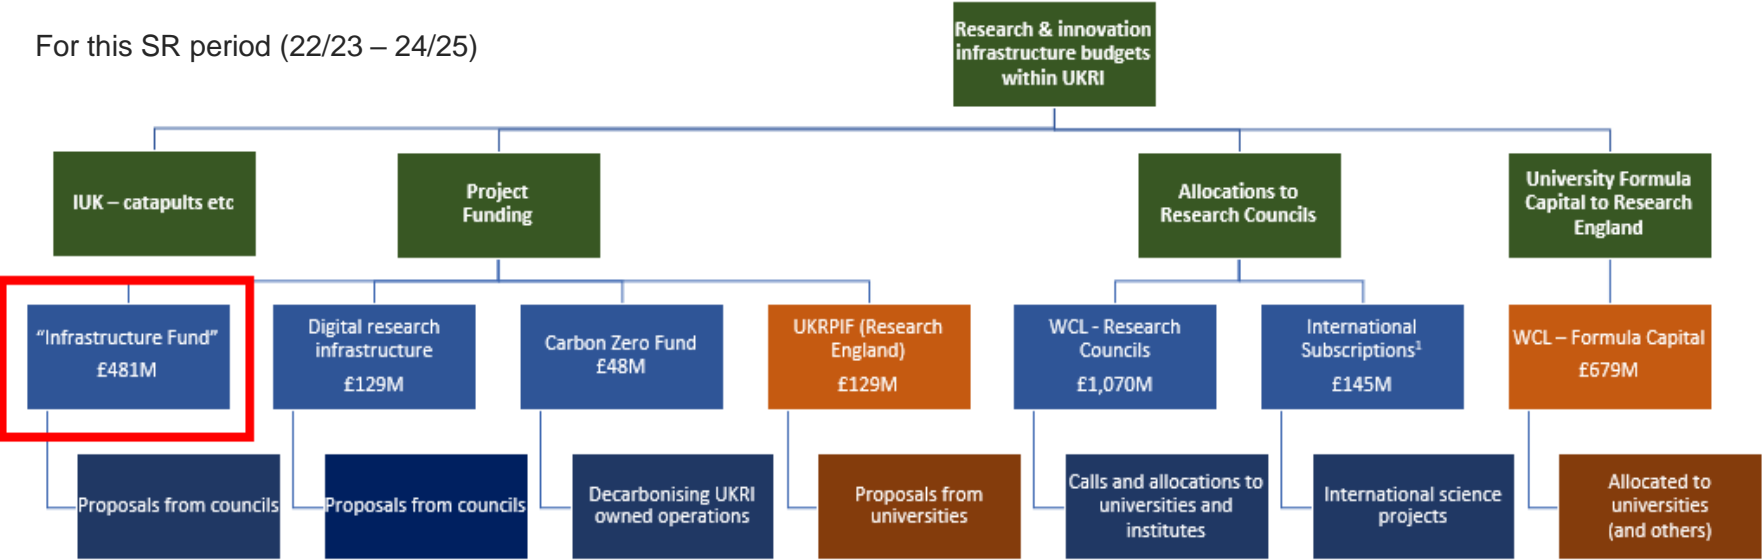 For this SR period (22/23 – 24/25)
Research & innovation
infrastructure budgets
within UKRI
IUK – catapults etc
Project
Funding
Allocations to
Research Councils
University Formula
Capital to Research
England
“Infrastructure Fund”
£481M
Digital research
infrastructure
£129M
Carbon Zero Fund
£48M
UKRPIF (Research
England)
£129M
WCL - Research
Councils
£1,070M
International
Subscriptions¹
£145M
WCL – Formula Capital
£679M
Proposals from councils
Proposals from councils
Decarbonising UKRI
owned operations
Proposals from
universities
Calls and allocations to
universities and
institutes
International science
projects
Allocated to
universities
(and others)